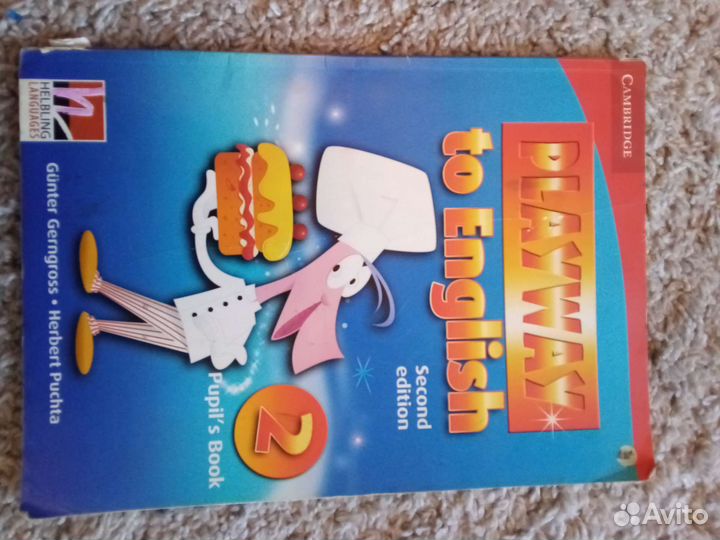 CAMBRIDGE
PLAYWAY
to English
Second
edition
2
Pupil's Book
Günter Gerngross • Herbert Puchta
HELBLING
LANGUAGES
Avito